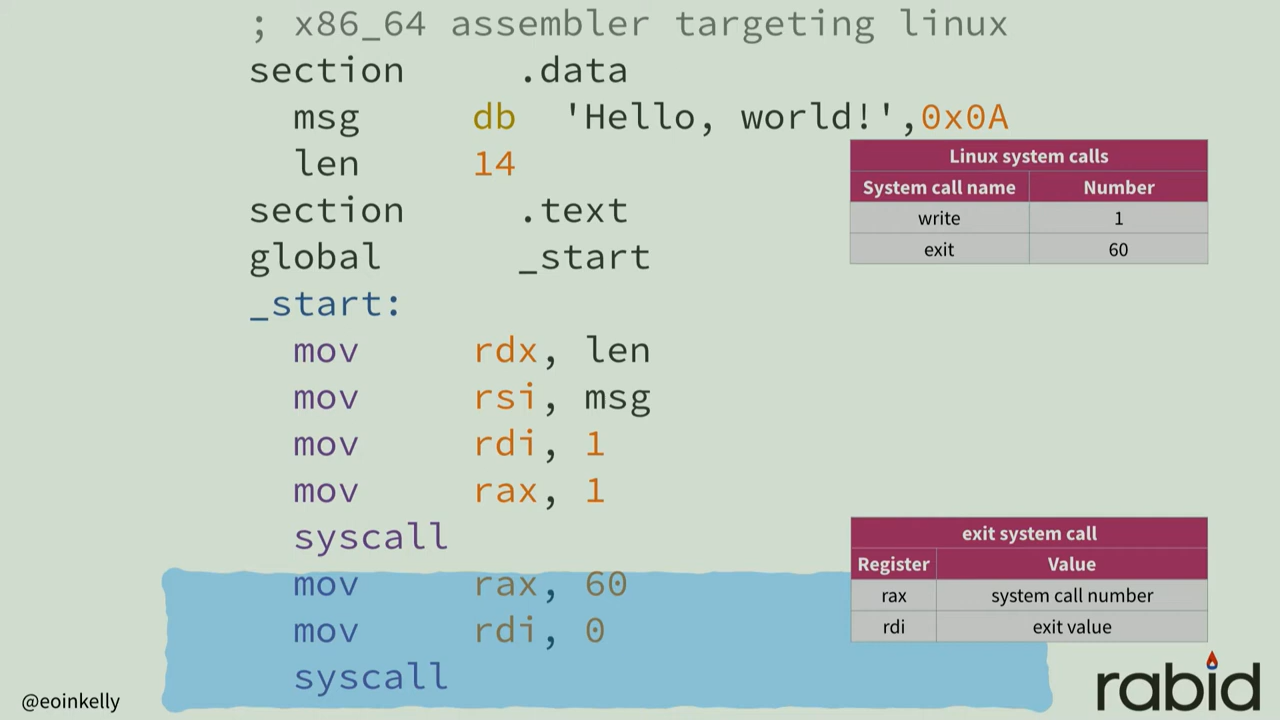 ; x86_64 assembler targeting linux
section .data
msg db 'Hello, world!',0x0A
len 14
section .text
global _start
_start:
mov rdx, len
mov rsi, msg
mov rdi, 1
mov rax, 1
syscall
mov rax, 60
mov rdi, 0
syscall
Linux system calls
System call name Number
write 1
exit 60
exit system call
Register Value
rax system call number
rdi exit value
@eoinkelly
rabid